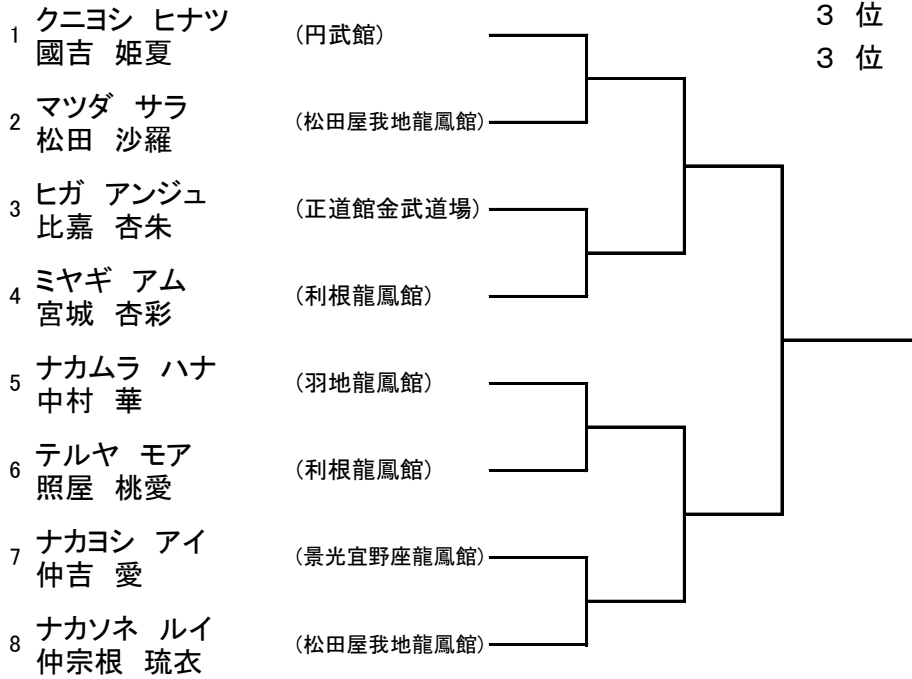 ３　位
３　位
1 クニヨシ　ヒナツ (円武館)
國吉　姫夏
2 マツダ　サラ (松田屋我地龍鳳館)
松田　沙羅
3 ヒガ　アンジュ (正道館金武道場)
比嘉　杏朱
4 ミヤギ　アム (利根龍鳳館)
宮城　杏彩
5 ナカムラ　ハナ (羽地龍鳳館)
中村　華
6 テルヤ　モア (利根龍鳳館)
照屋　桃愛
7 ナカヨシ　アイ (景光宜野座龍鳳館)
仲吉　愛
8 ナカソネ　ルイ (松田屋我地龍鳳館)
仲宗根　琉衣